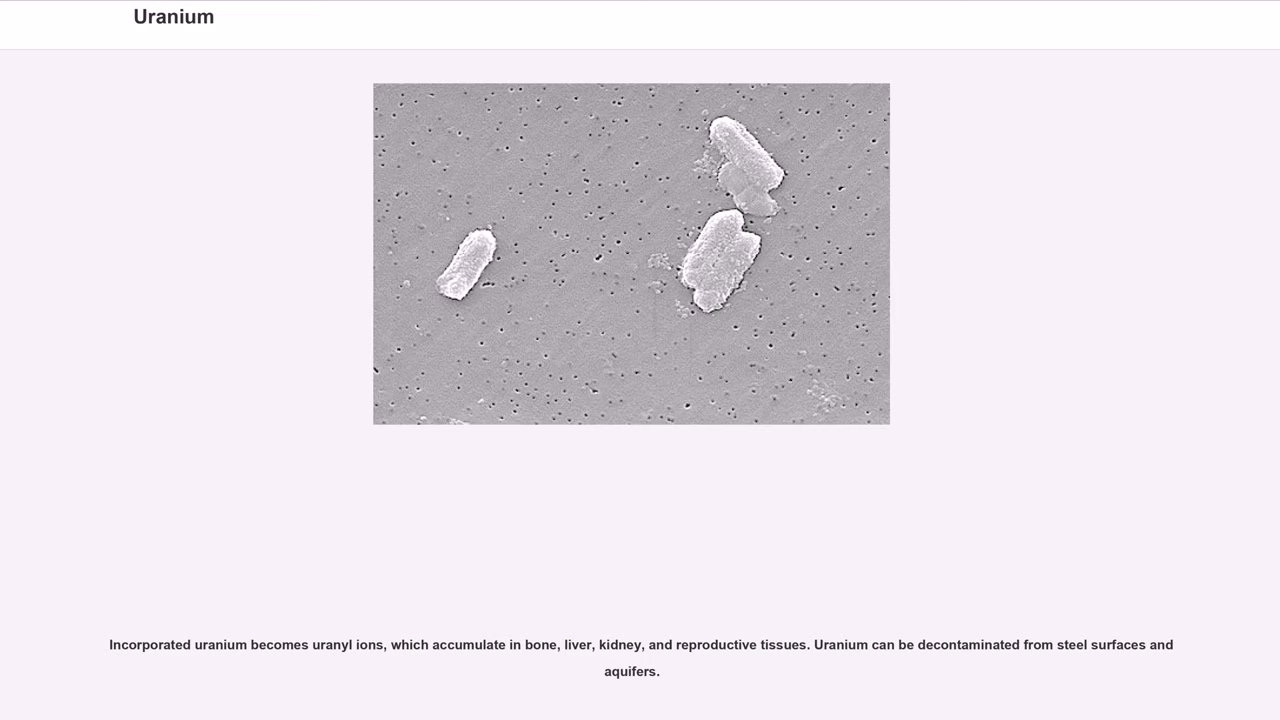 Uranium
Incorporated uranium becomes uranyl ions, which accumulate in bone, liver, kidney, and reproductive tissues. Uranium can be decontaminated from steel surfaces and
aquifers.